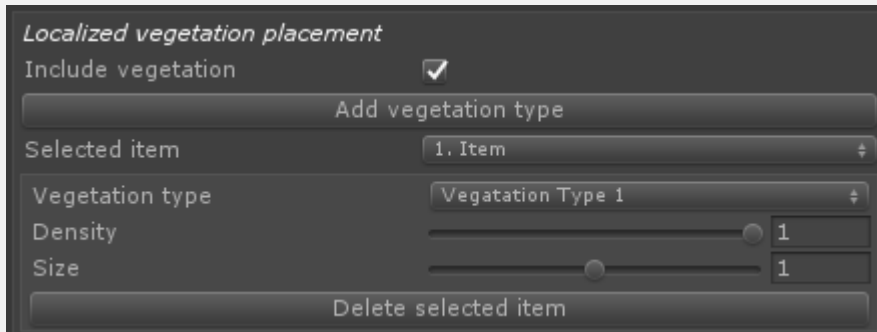 Localized vegetation placement
Include vegetation
Add vegetation type
Selected item 1. Item
Vegetation type Vegatation Type 1
Density 1
Size 1
Delete selected item